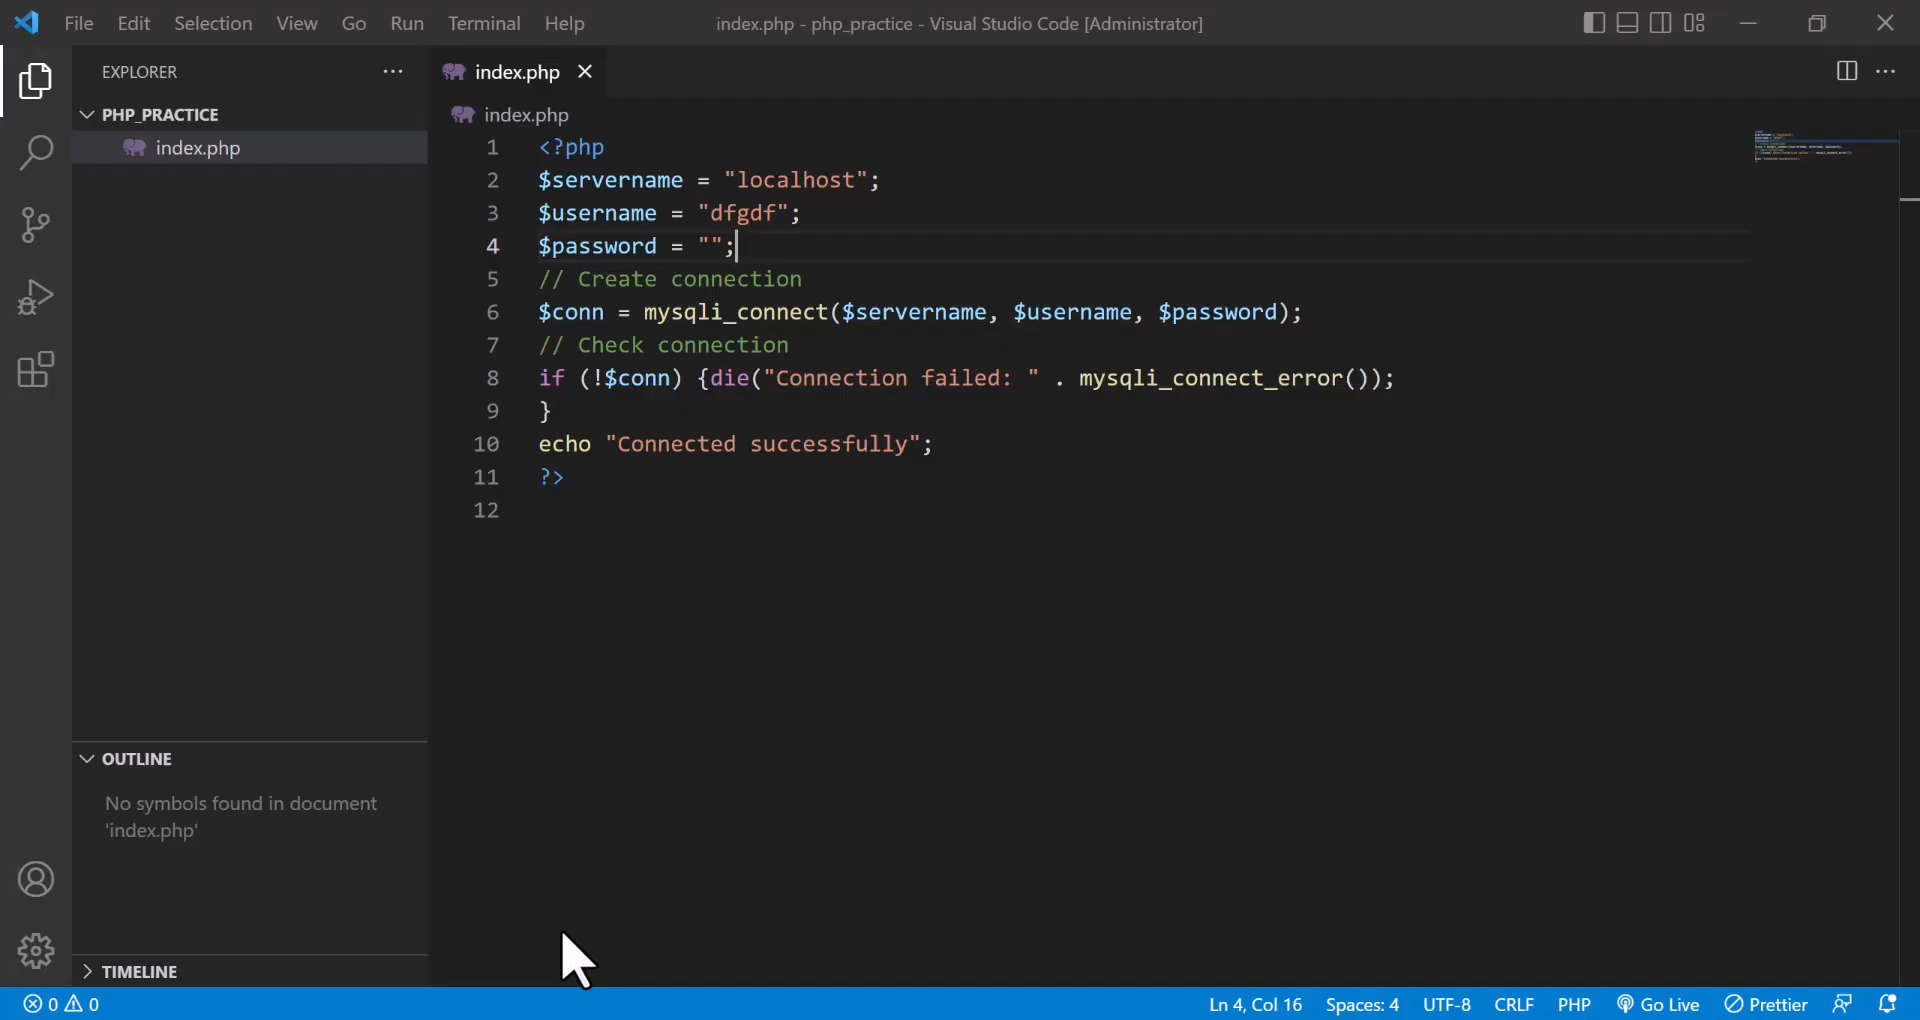 File Edit Selection View Go Run Terminal Help index.php - php_practice - Visual Studio Code [Administrator]
EXPLORER
PHP_PRACTICE
index.php
index.php
index.php
1 <?php
2 $servername = "localhost";
3 $username = "dfgdf";
4 $password = "";
5 // Create connection
6 $conn = mysqli_connect($servername, $username, $password);
7 // Check connection
8 if (!$conn) {die("Connection failed: " . mysqli_connect_error());
9 }
10 echo "Connected successfully";
11 ?>
12
OUTLINE
No symbols found in document
'index.php'
TIMELINE
0 0 Ln 4, Col 16 Spaces: 4 UTF-8 CRLF PHP Go Live Prettier